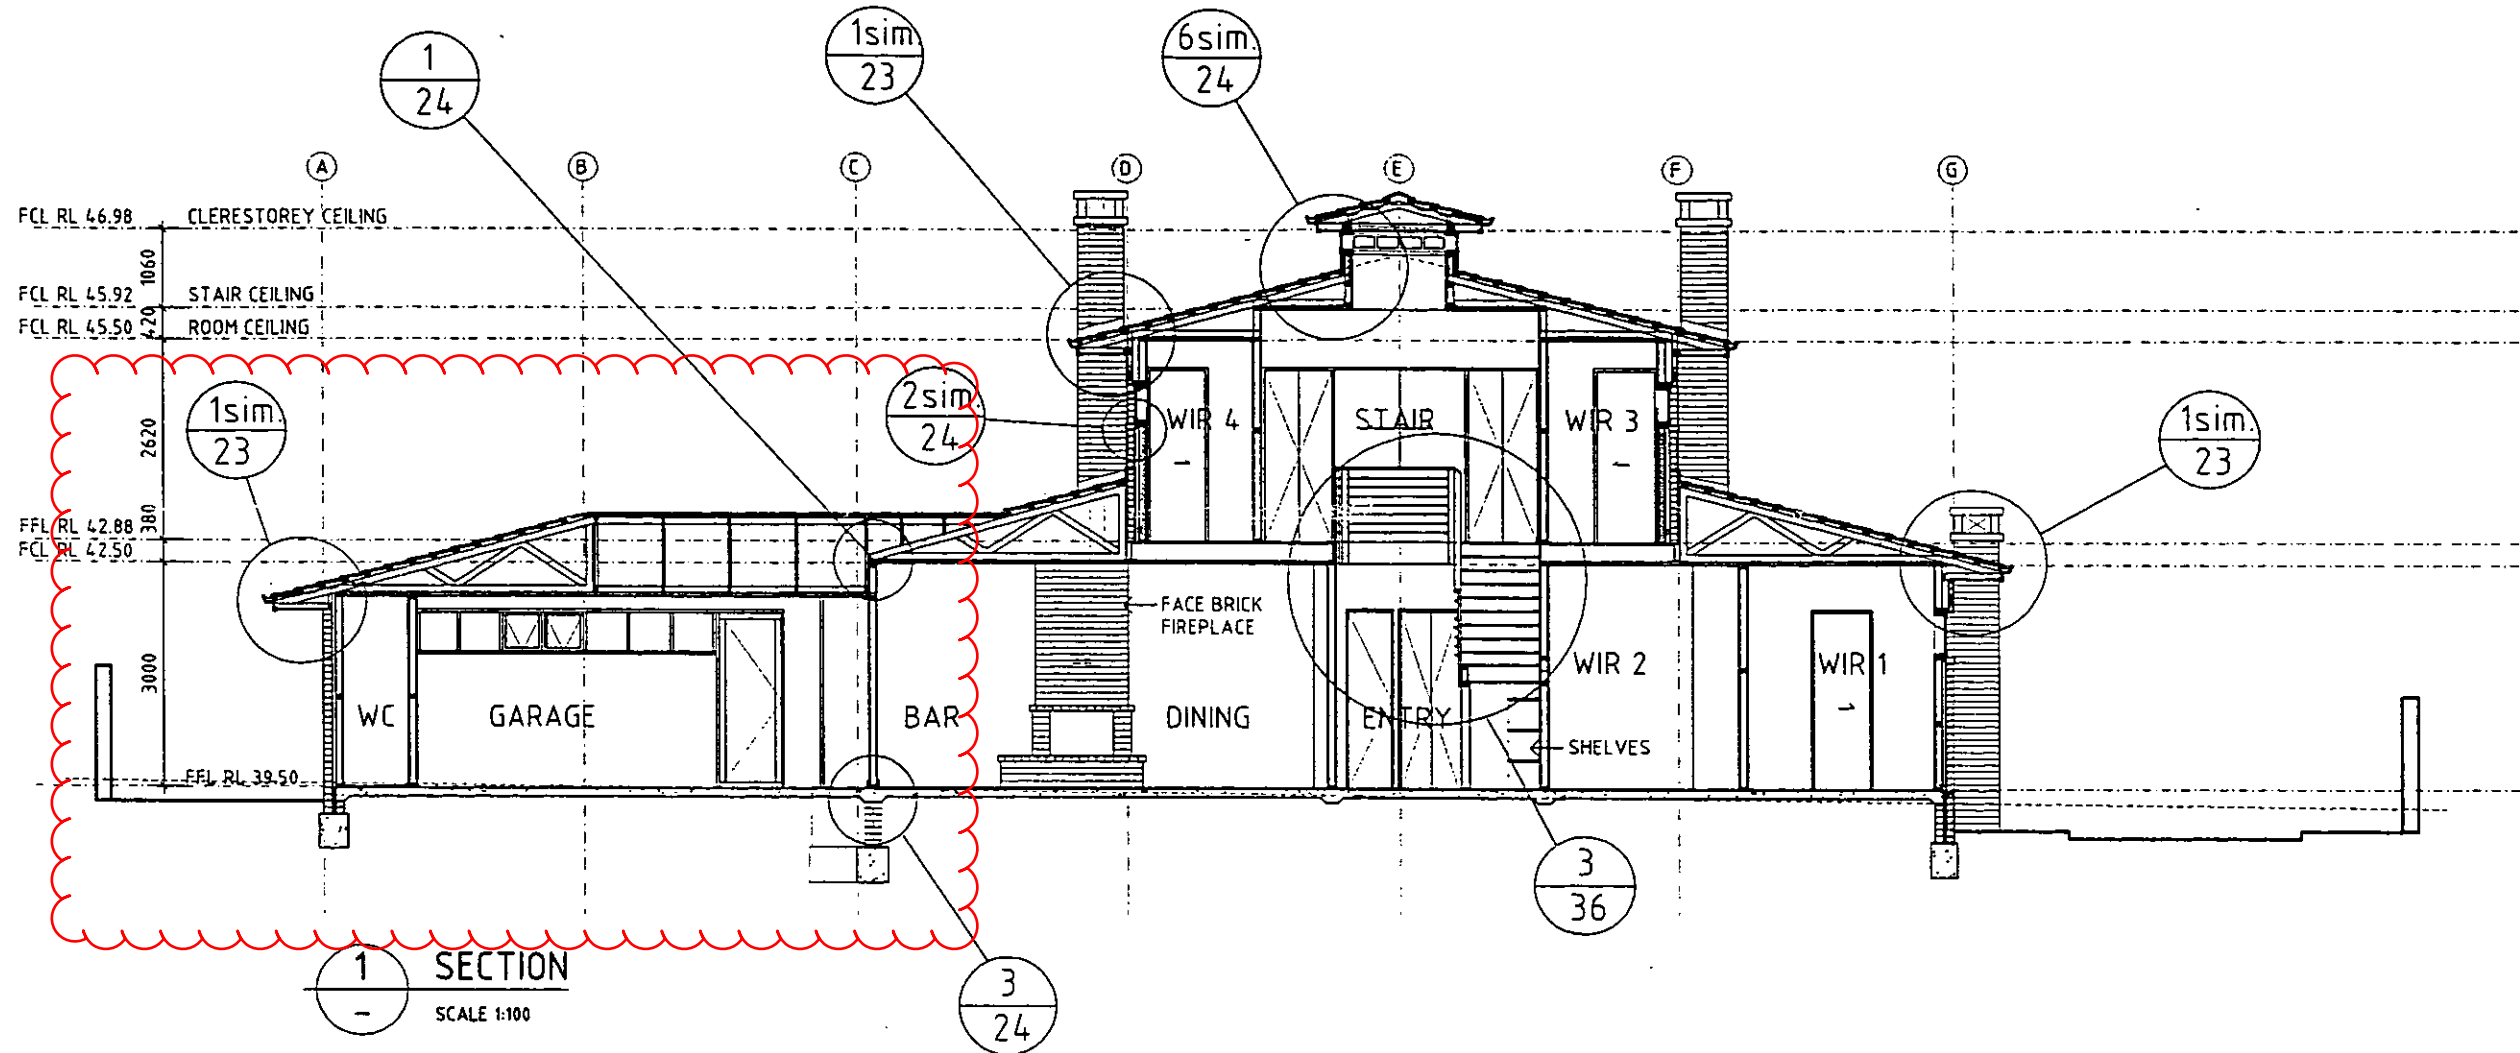 1
24
1sim.
23
6sim.
24
A
B
C
D
E
F
G
FCL RL 46.98 CLERESTOREY CEILING
1060
FCL RL 45.92 STAIR CEILING
420
FCL RL 45.50 ROOM CEILING
1sim.
23
2sim.
24
WIR 4
STAIR
WIR 3
1sim.
23
2620
1
1
FFL RL 42.88
380
FCL RL 42.50
FACE BRICK
FIREPLACE
3000
WC
GARAGE
BAR
DINING
ENTRY
WIR 2
WIR 1
1
SHELVES
FFL RL 39.50
3
36
1
-
SECTION
SCALE 1:100
3
24